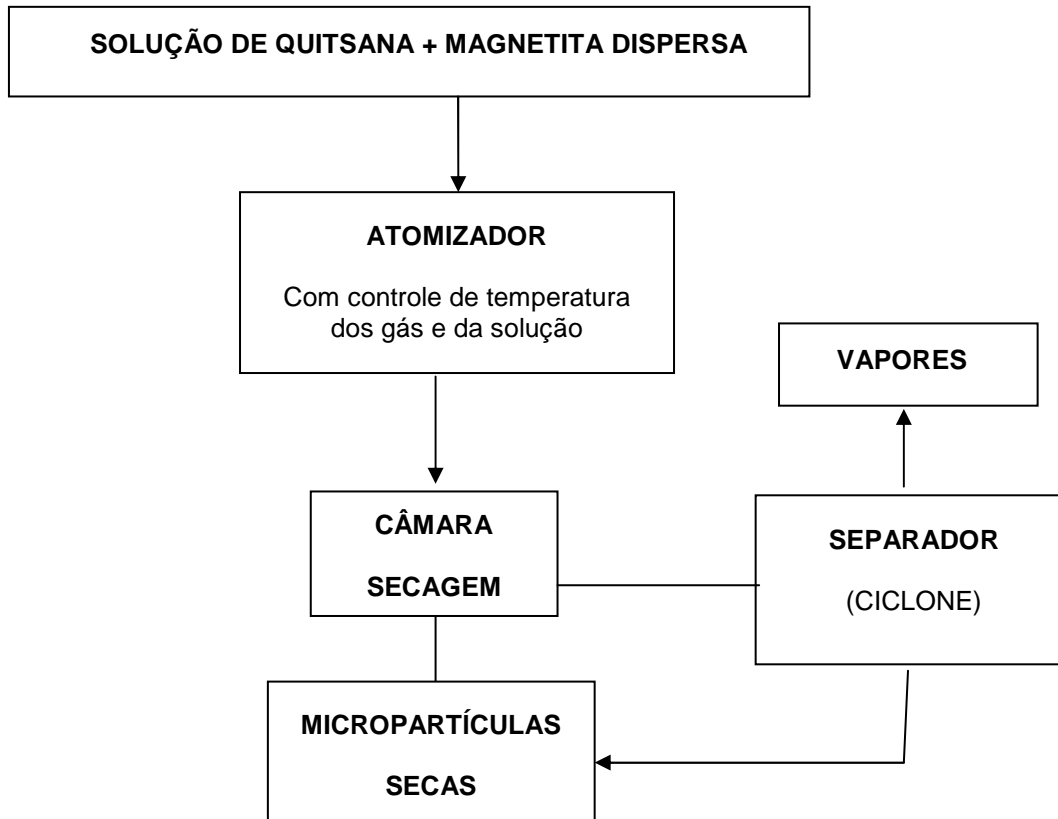 SOLUÇÃO DE QUITSANA + MAGNETITA DISPERSA
ATOMIZADOR
Com controle de temperatura
dos gás e da solução
VAPORES
CÂMARA
SECAGEM
SEPARADOR
(CICLONE)
MICROPARTÍCULAS
SECAS